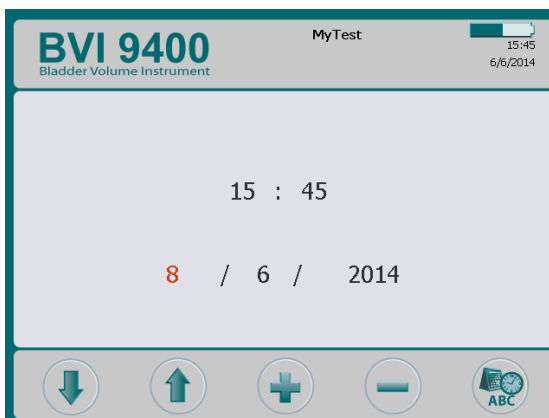 BVI 9400
Bladder Volume Instrument
MyTest
15:45
6/6/2014
15 : 45
8 / 6 / 2014
ABC